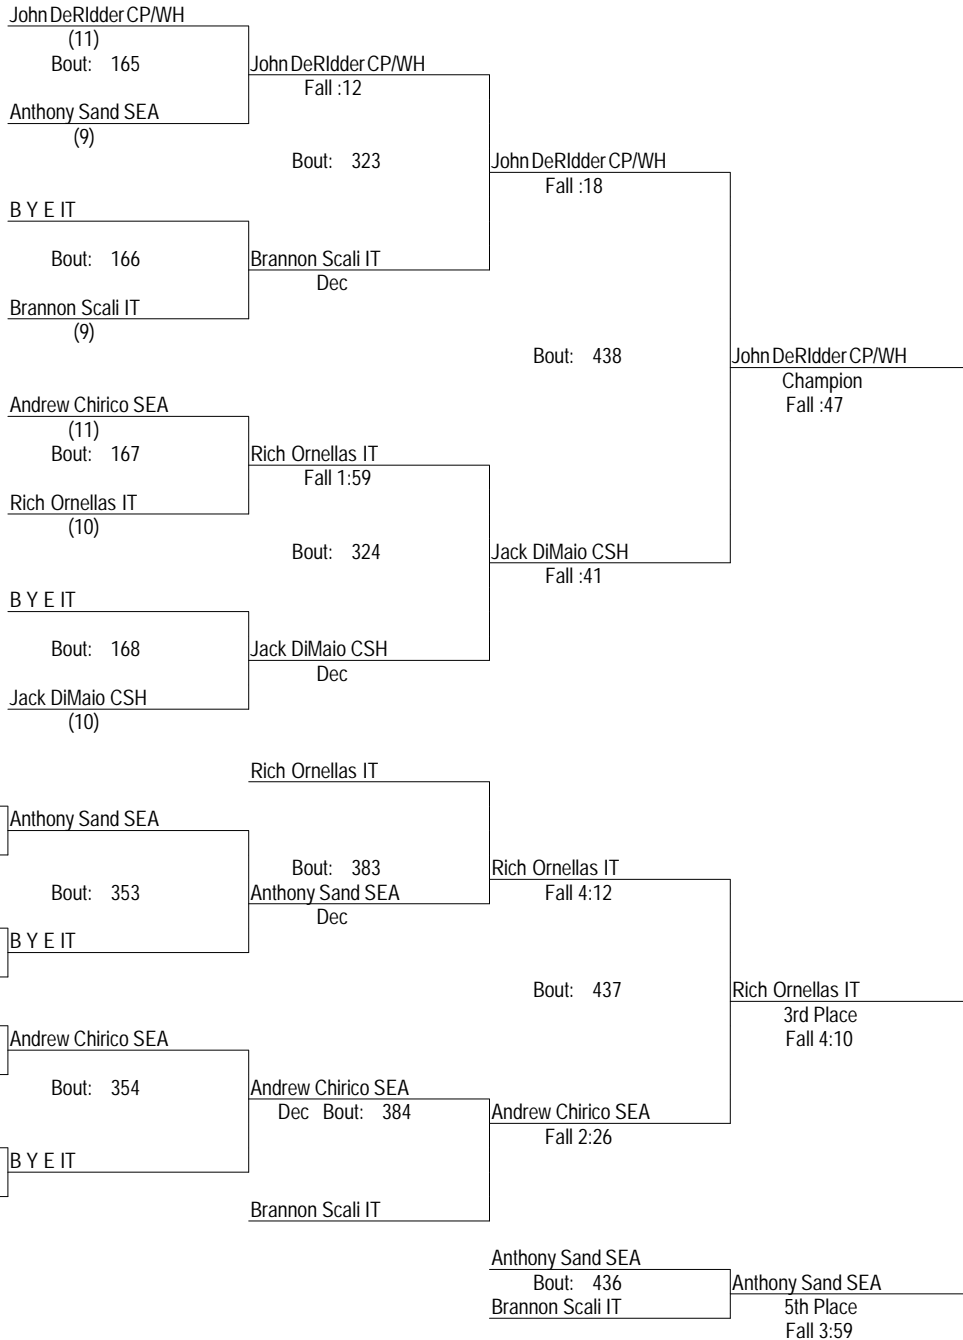 John DeRIdder CP/WH
(11)
Bout: 165
John DeRIdder CP/WH
Fall :12
Anthony Sand SEA
(9)
Bout: 323
John DeRIdder CP/WH
Fall :18
B Y E IT
Bout: 166
Brannon Scali IT
Dec
Brannon Scali IT
(9)
Bout: 438
John DeRIdder CP/WH
Champion
Fall :47
Andrew Chirico SEA
(11)
Bout: 167
Rich Ornellas IT
Fall 1:59
Rich Ornellas IT
(10)
Bout: 324
Jack DiMaio CSH
Fall :41
B Y E IT
Bout: 168
Jack DiMaio CSH
Dec
Jack DiMaio CSH
(10)
Rich Ornellas IT
Anthony Sand SEA
Bout: 383
Rich Ornellas IT
Fall 4:12
Bout: 353
Anthony Sand SEA
Dec
B Y E IT
Bout: 437
Rich Ornellas IT
3rd Place
Fall 4:10
Andrew Chirico SEA
Bout: 354
Andrew Chirico SEA
Dec Bout: 384
Andrew Chirico SEA
Fall 2:26
B Y E IT
Brannon Scali IT
Anthony Sand SEA
Bout: 436
Anthony Sand SEA
Brannon Scali IT
5th Place
Fall 3:59